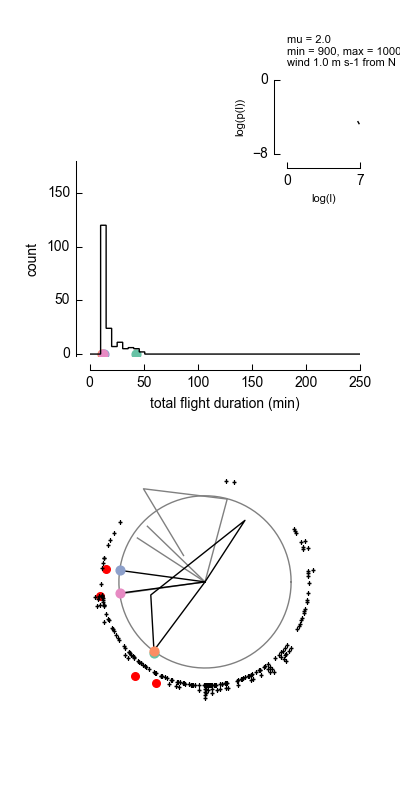 mu = 2.0
min = 900, max = 1000
wind 1.0 m s-1 from N
0
log(p(l))
−8
0
7
log(l)
150
100
50
0
count
0
50
100
150
200
250
total flight duration (min)